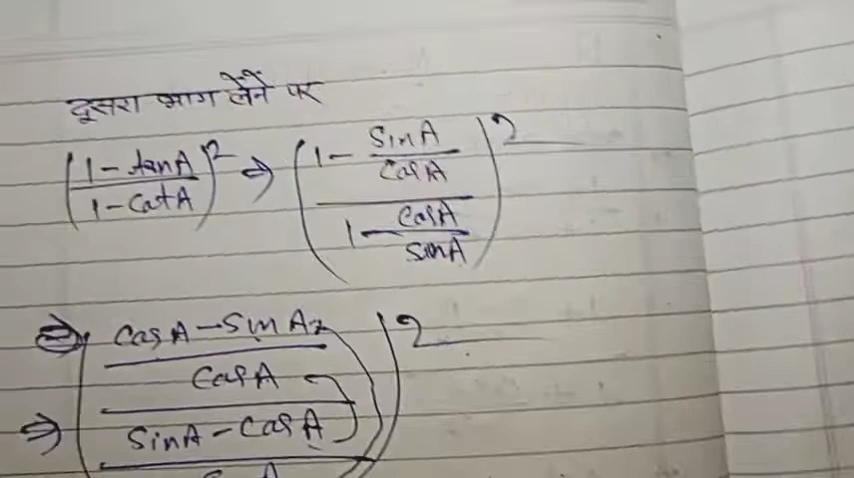 दूसरा भाग लेंनें पर
(1-tanA / 1-CotA)² ⇒ (1 - SinA/CosA / 1 - CosA/SinA)²
⇒ (CosA - SinA / CosA
⇒ SinA - CosA / )²